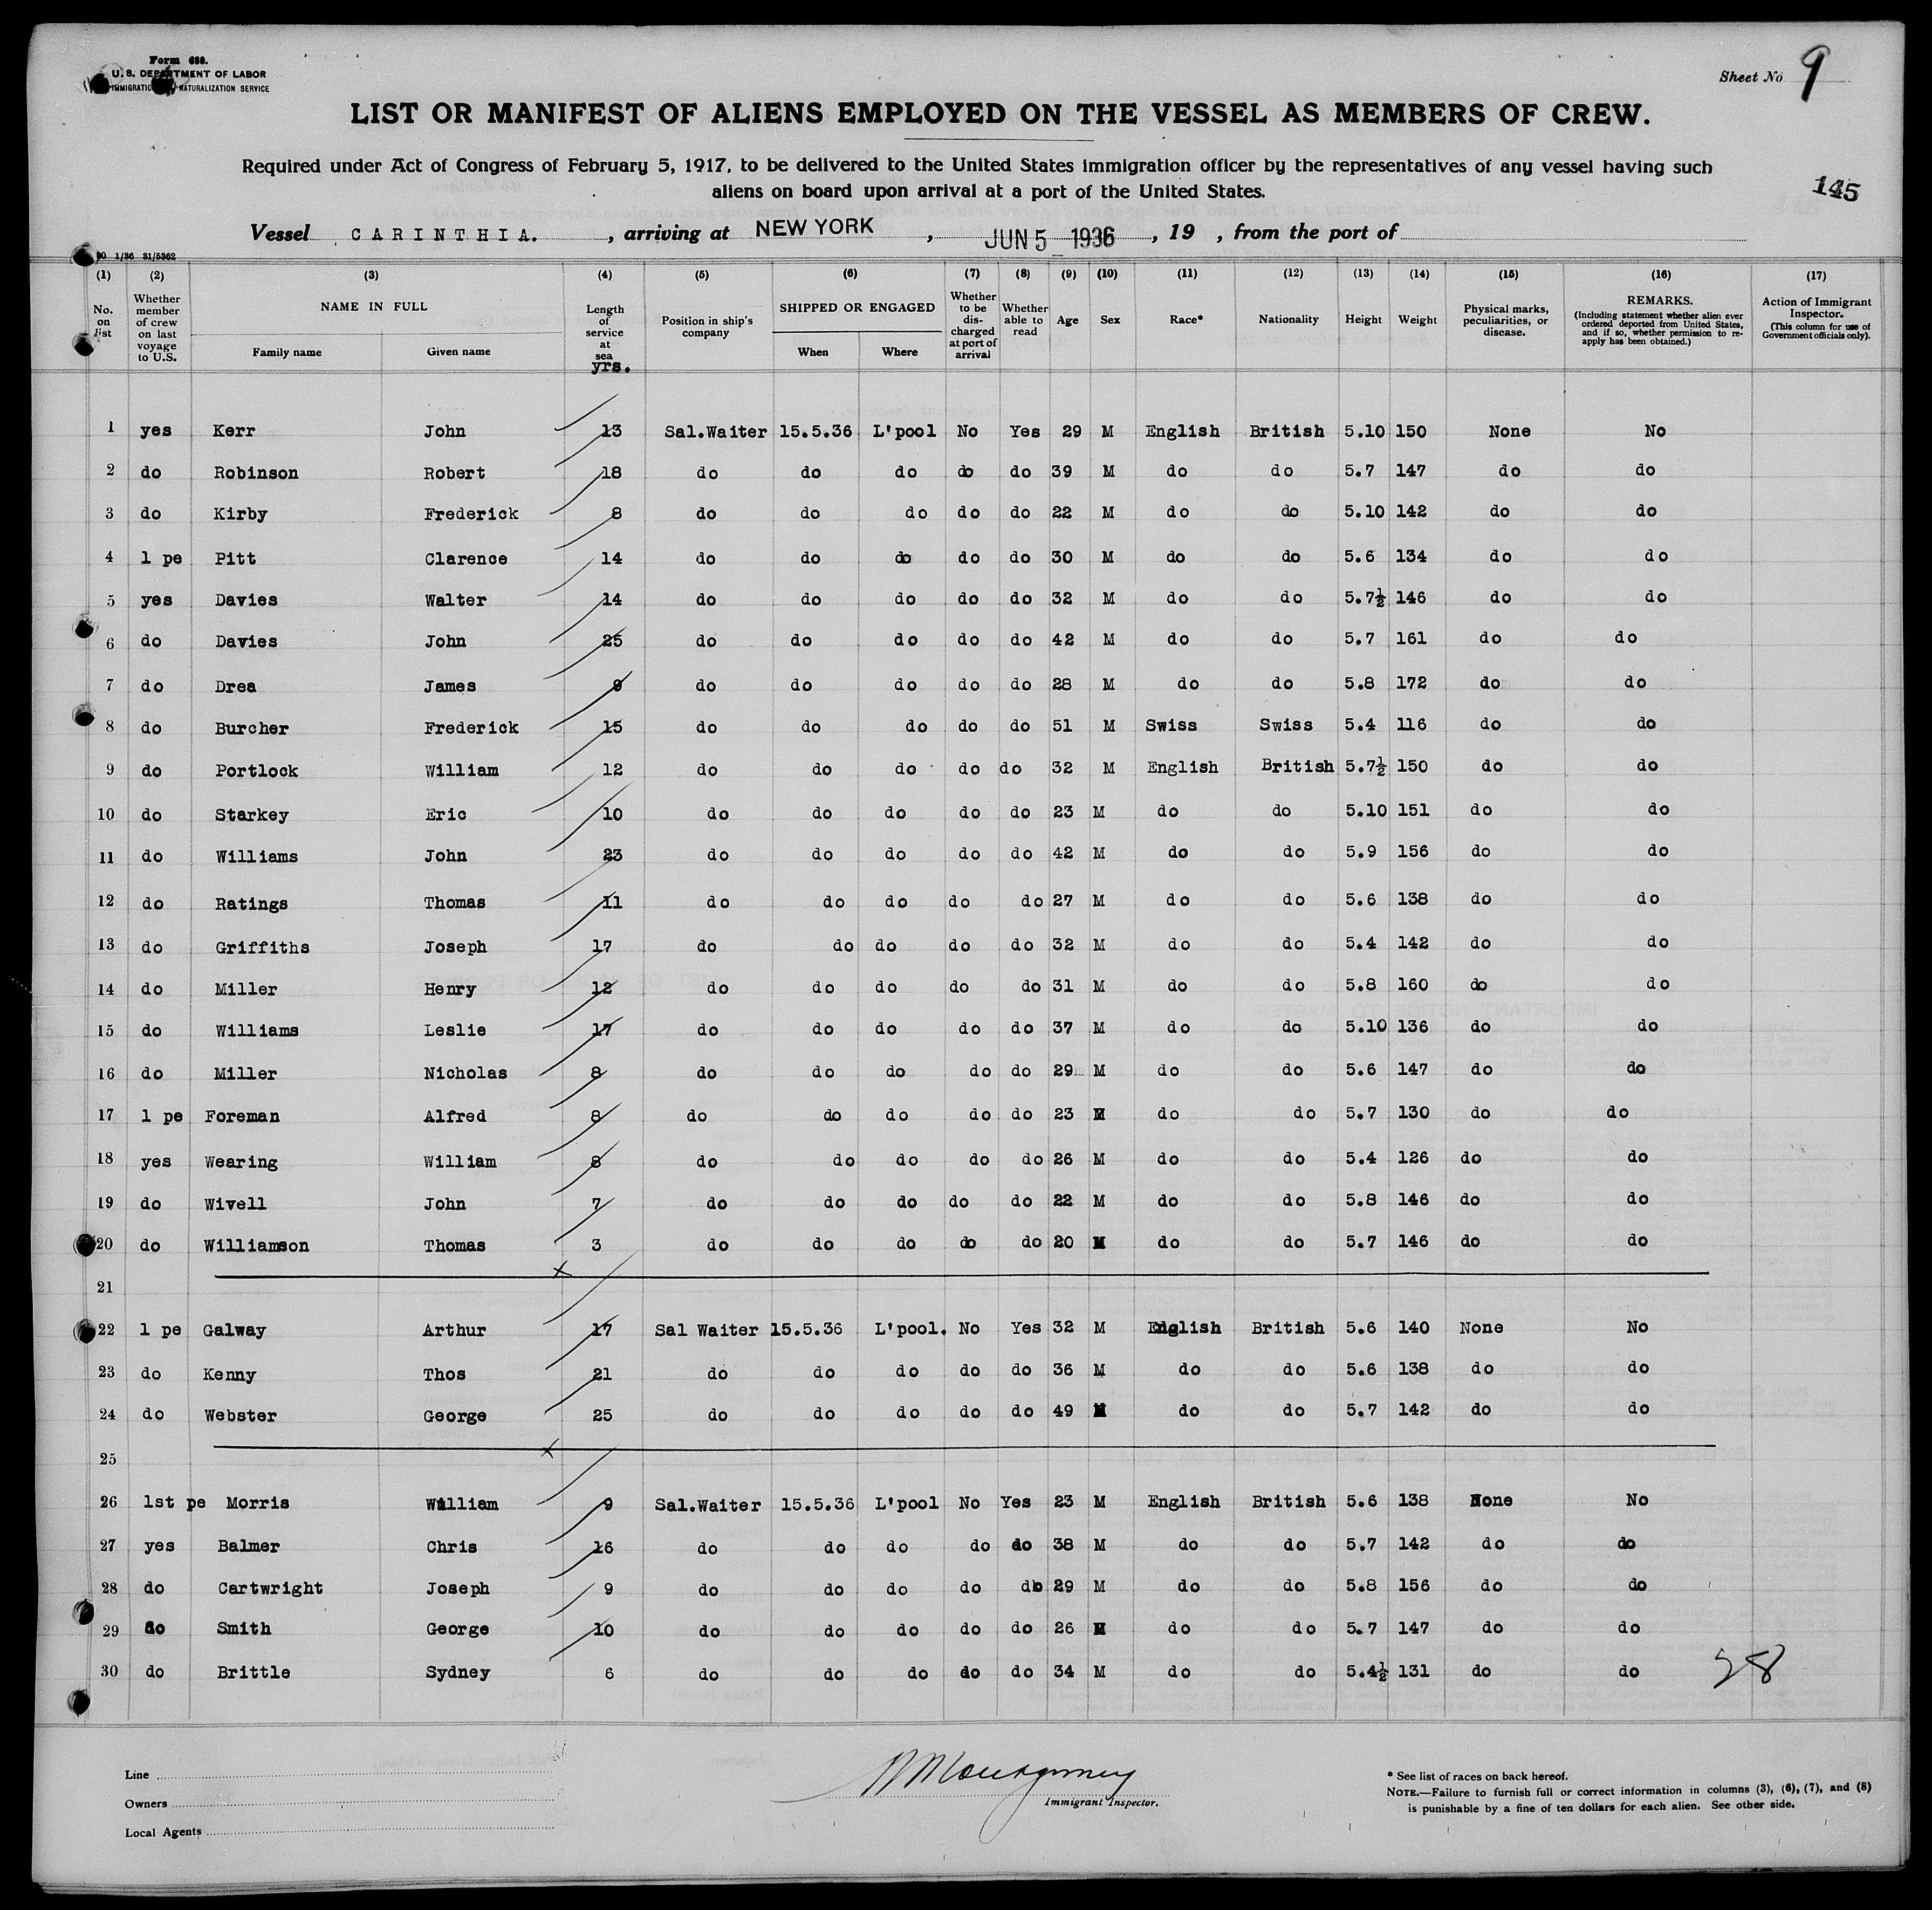 Form 680.
U. S. DEPARTMENT OF LABOR
IMMIGRATION NATURALIZATION SERVICE
Sheet No 9
LIST OR MANIFEST OF ALIENS EMPLOYED ON THE VESSEL AS MEMBERS OF CREW.
Required under Act of Congress of February 5, 1917, to be delivered to the United States immigration officer by the representatives of any vessel having such
aliens on board upon arrival at a port of the United States.
145
Vessel CARINTHIA. , arriving at NEW YORK , JUN 5 1936 , 19 , from the port of
1/36 31/5362
(1) (2) (3) (4) (5) (6) (7) (8) (9) (10) (11) (12) (13) (14) (15) (16) (17)
No. on list Whether member of crew on last voyage to U.S. NAME IN FULL Family name Given name Length of service at sea yrs. Position in ship's company SHIPPED OR ENGAGED When Where Whether to be discharged at port of arrival Whether able to read Age Sex Race* Nationality Height Weight Physical marks, peculiarities, or disease. REMARKS. (Including statement whether alien ever ordered deported from United States, and if so, whether permission to re-apply has been obtained.) Action of Immigrant Inspector. (This column for use of Government officials only).
1 yes Kerr John 13 Sal.Waiter 15.5.36 L'pool No Yes 29 M English British 5.10 150 None No
2 do Robinson Robert 18 do do do do do 39 M do do 5.7 147 do do
3 do Kirby Frederick 8 do do do do do 22 M do do 5.10 142 do do
4 1 pe Pitt Clarence 14 do do do do do 30 M do do 5.6 134 do do
5 yes Davies Walter 14 do do do do do 32 M do do 5.7½ 146 do do
6 do Davies John 25 do do do do do 42 M do do 5.7 161 do do
7 do Drea James 9 do do do do do 28 M do do 5.8 172 do do
8 do Burcher Frederick 15 do do do do do 51 M Swiss Swiss 5.4 116 do do
9 do Portlock William 12 do do do do do 32 M English British 5.7½ 150 do do
10 do Starkey Eric 10 do do do do do 23 M do do 5.10 151 do do
11 do Williams John 23 do do do do do 42 M do do 5.9 156 do do
12 do Ratings Thomas 11 do do do do do 27 M do do 5.6 138 do do
13 do Griffiths Joseph 17 do do do do do 32 M do do 5.4 142 do do
14 do Miller Henry 12 do do do do do 31 M do do 5.8 160 do do
15 do Williams Leslie 17 do do do do do 37 M do do 5.10 136 do do
16 do Miller Nicholas 8 do do do do do 29 M do do 5.6 147 do do
17 1 pe Foreman Alfred 8 do do do do do 23 M do do 5.7 130 do do
18 yes Wearing William 8 do do do do do 26 M do do 5.4 126 do do
19 do Wivell John 7 do do do do do 22 M do do 5.8 146 do do
20 do Williamson Thomas 3 do do do do do 20 M do do 5.7 146 do do
21 x
22 1 pe Galway Arthur 17 Sal Waiter 15.5.36 L'pool. No Yes 32 M English British 5.6 140 None No
23 do Kenny Thos 21 do do do do do 36 M do do 5.6 138 do do
24 do Webster George 25 do do do do do 49 M do do 5.7 142 do do
25 x
26 1st pe Morris William 9 Sal.Waiter 15.5.36 L'pool No Yes 23 M English British 5.6 138 None No
27 yes Balmer Chris 16 do do do do do 38 M do do 5.7 142 do do
28 do Cartwright Joseph 9 do do do do do 29 M do do 5.8 156 do do
29 do Smith George 10 do do do do do 26 M do do 5.7 147 do do
30 do Brittle Sydney 6 do do do do do 34 M do do 5.4½ 131 do do
28
Line
Owners
Local Agents
Montgomery
Immigrant Inspector.
* See list of races on back hereof.
NOTE.—Failure to furnish full or correct information in columns (3), (6), (7), and (8)
is punishable by a fine of ten dollars for each alien. See other side.